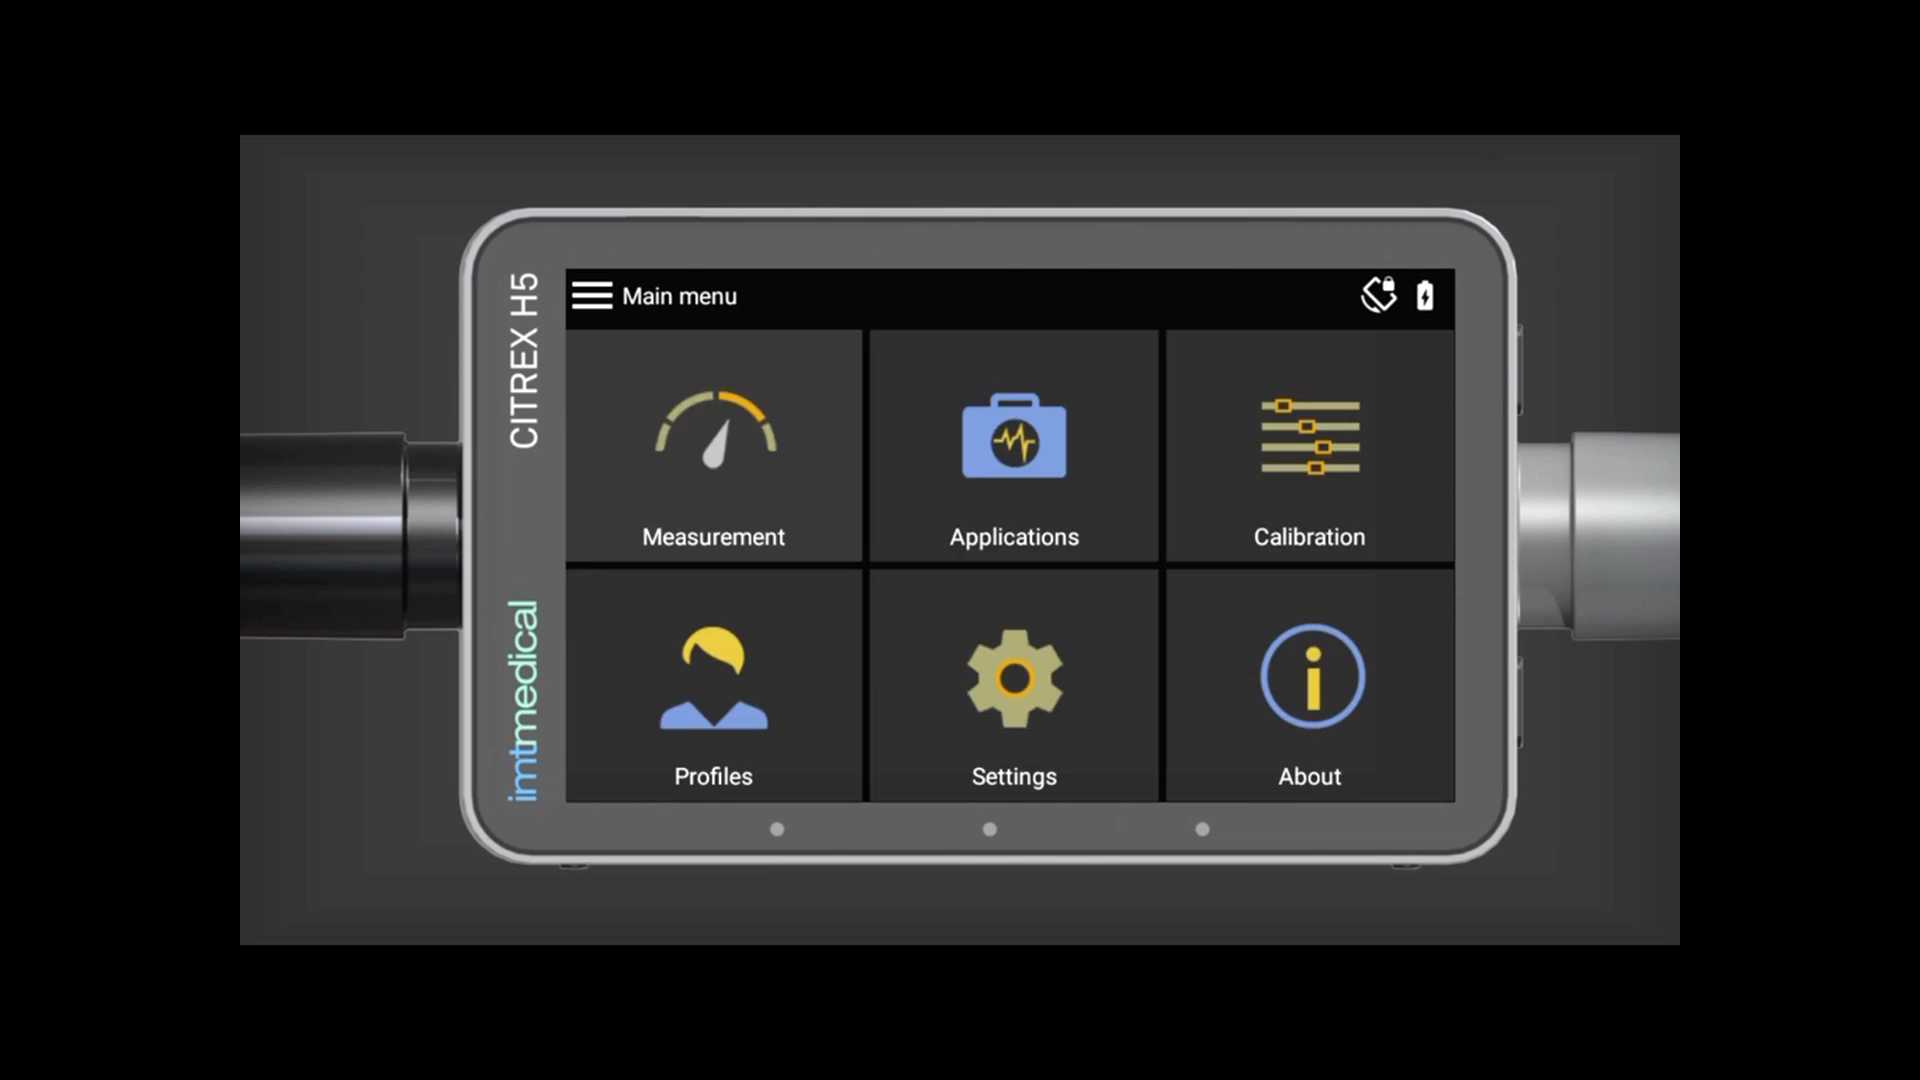 CITREX H5
imtmedical
Main menu
Measurement
Applications
Calibration
Profiles
Settings
About